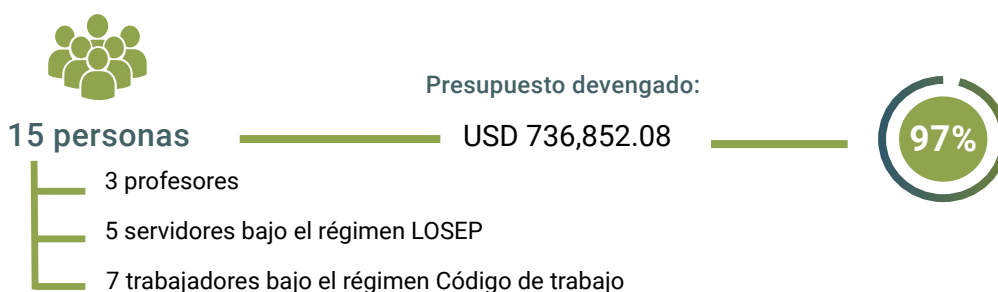 Presupuesto devengado:
15 personas
USD 736,852.08
97%
3 profesores
5 servidores bajo el régimen LOSEP
7 trabajadores bajo el régimen Código de trabajo